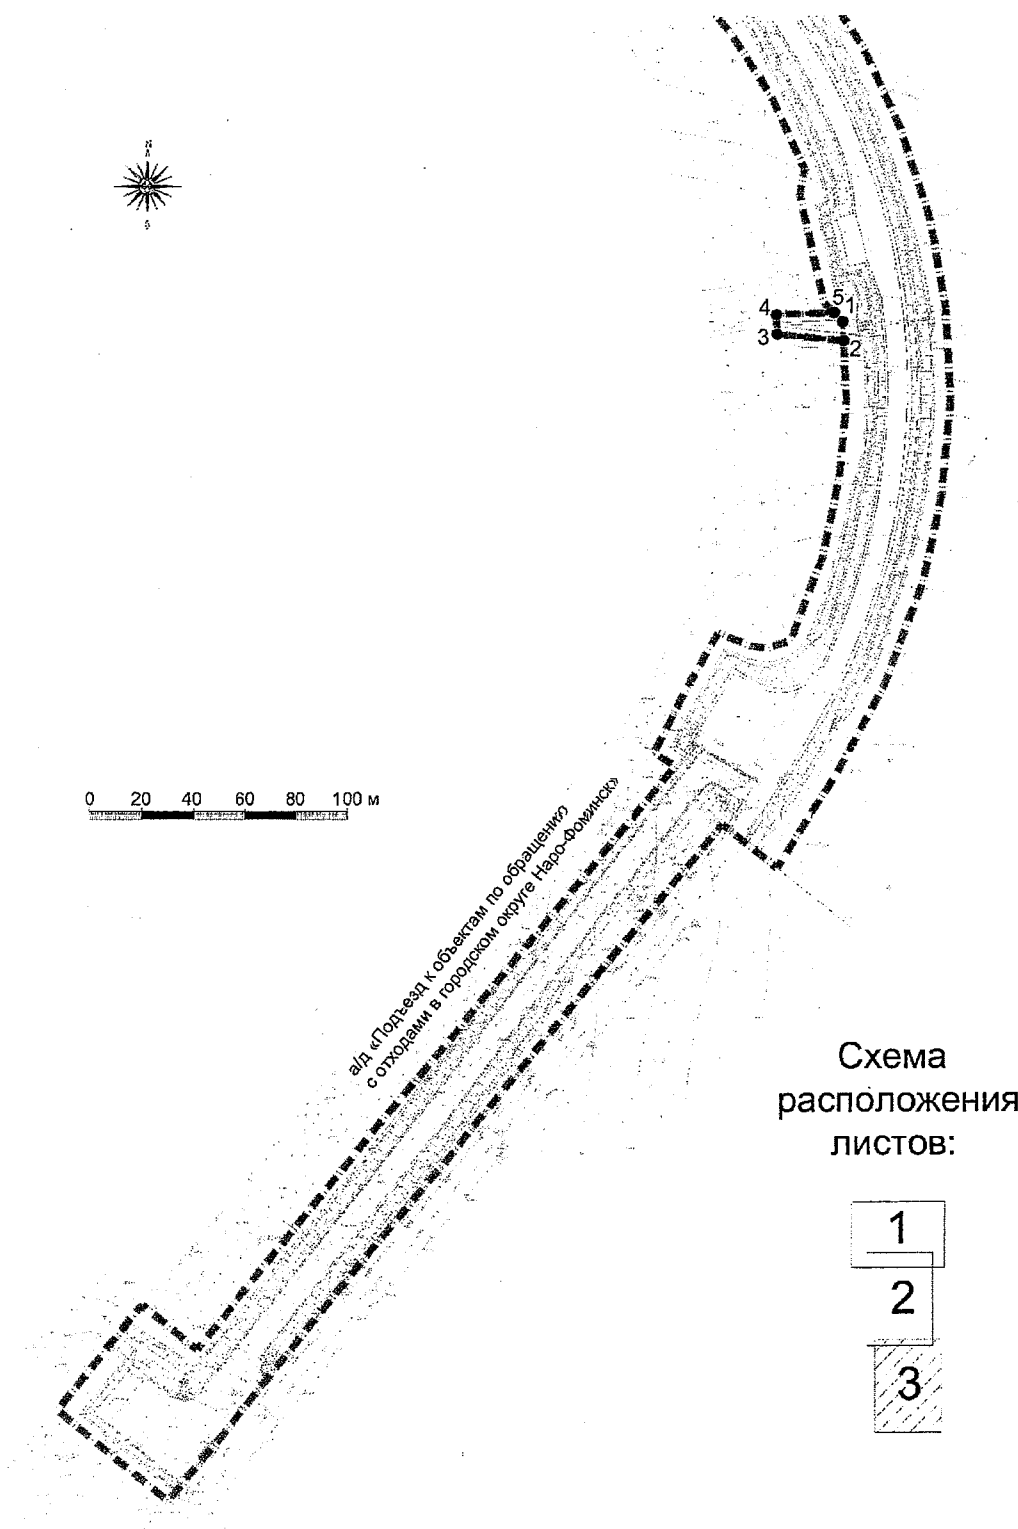 5
4
1
3
2
0 20 40 60 80 100 м
а/д «Подъезд к объектам по обращению
с отходами в городском округе Наро-Фоминск»
Схема
расположения
листов:
1
2
3